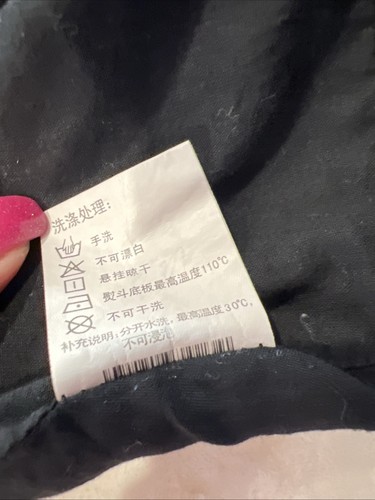 洗涤处理：
手洗
不可漂白
悬挂晾干
熨斗底板最高温度110℃
不可干洗
补充说明：分开水洗，最高温度30℃，
不可浸泡